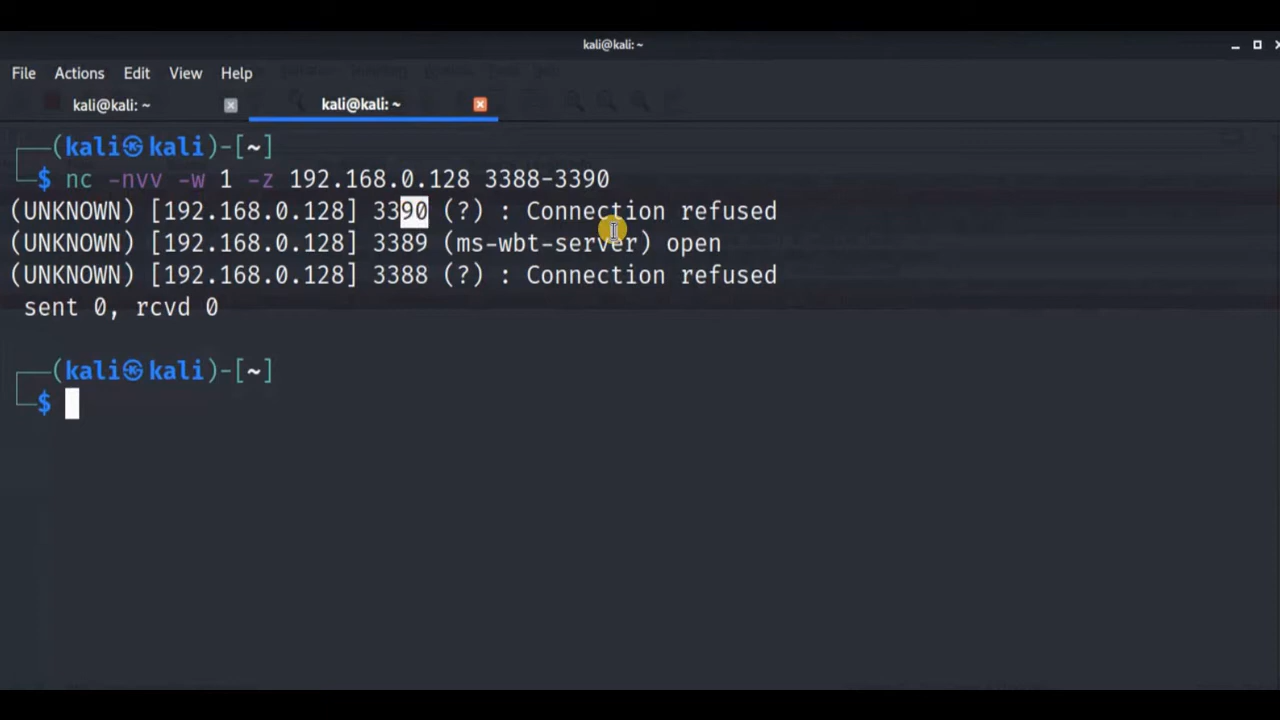 kali@kali: ~
File Actions Edit View Help
kali@kali: ~ kali@kali: ~
(kali㉿kali)-[~]
$ nc -nvv -w 1 -z 192.168.0.128 3388-3390
(UNKNOWN) [192.168.0.128] 3390 (?) : Connection refused
(UNKNOWN) [192.168.0.128] 3389 (ms-wbt-server) open
(UNKNOWN) [192.168.0.128] 3388 (?) : Connection refused
sent 0, rcvd 0
(kali㉿kali)-[~]
$